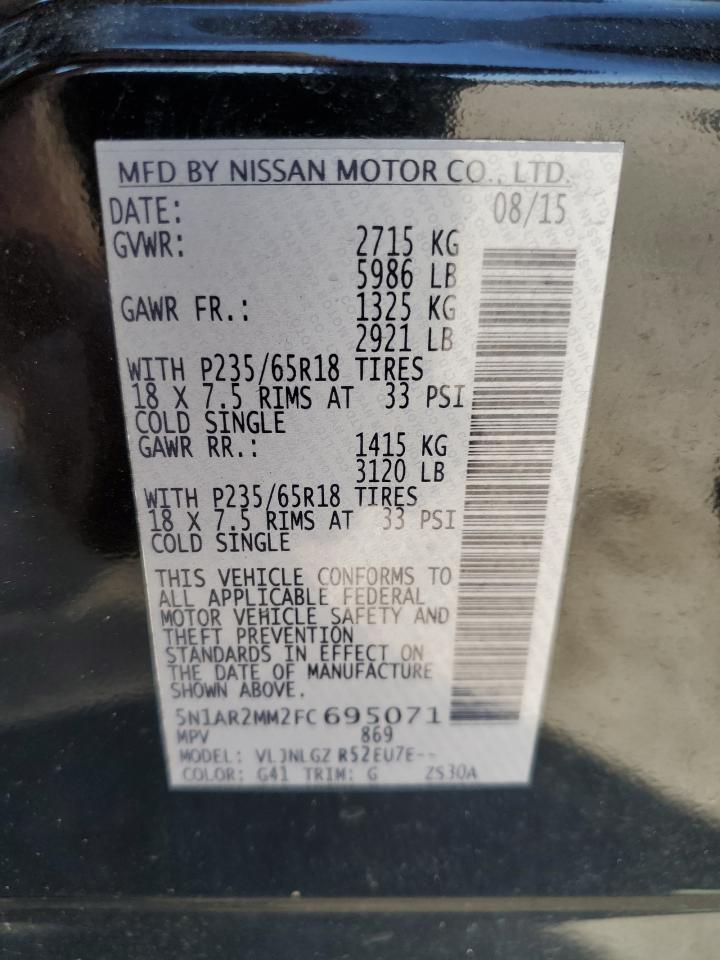 MFD BY NISSAN MOTOR CO., LTD.
DATE: 08/15
GVWR: 2715 KG
5986 LB
GAWR FR.: 1325 KG
2921 LB
WITH P235/65R18 TIRES
18 X 7.5 RIMS AT 33 PSI
COLD SINGLE
GAWR RR.: 1415 KG
3120 LB
WITH P235/65R18 TIRES
18 X 7.5 RIMS AT 33 PSI
COLD SINGLE
THIS VEHICLE CONFORMS TO
ALL APPLICABLE FEDERAL
MOTOR VEHICLE SAFETY AND
THEFT PREVENTION
STANDARDS IN EFFECT ON
THE DATE OF MANUFACTURE
SHOWN ABOVE.
5N1AR2MM2FC695071
MPV 869
MODEL: VLJNLGZ R52EU7E--
COLOR: G41 TRIM: G ZS30A